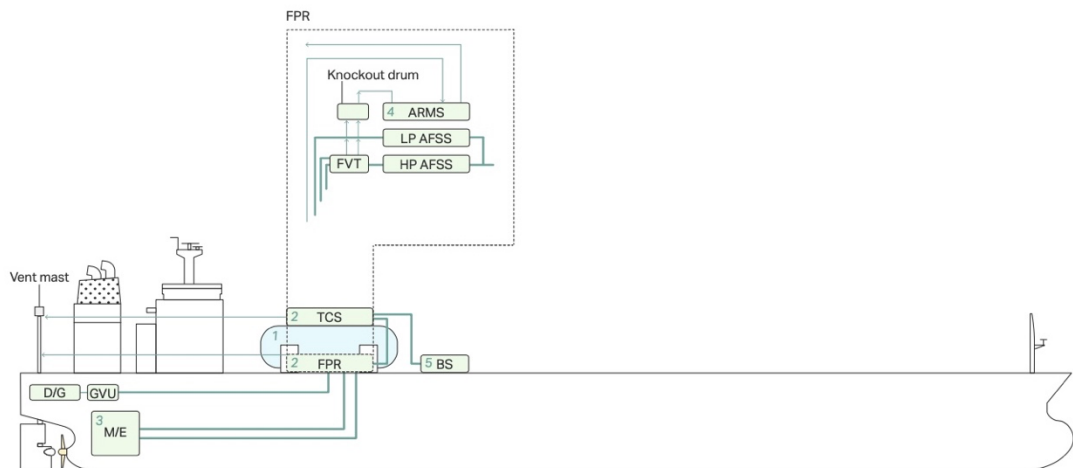 FPR
Knockout drum
4 ARMS
LP AFSS
FVT
HP AFSS
Vent mast
2 TCS
1
2 FPR
5 BS
D/G
GVU
3
M/E